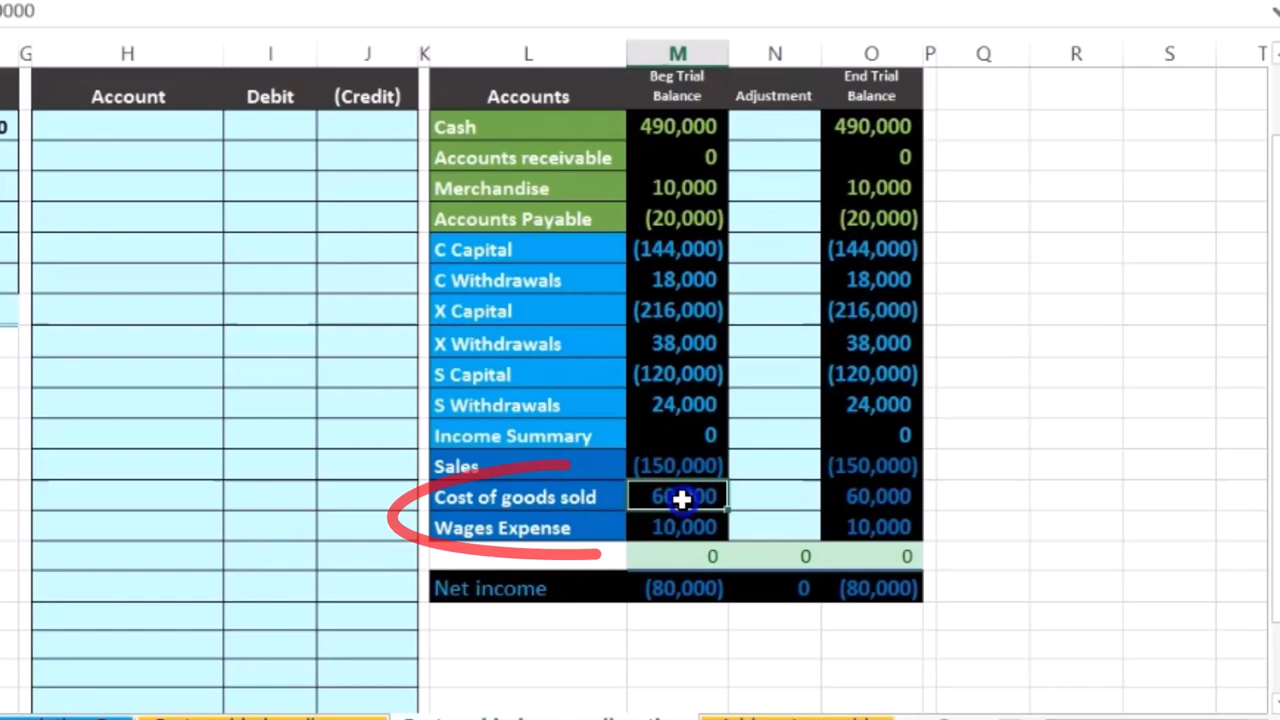 0000
G H I J K L M N O P Q R S T
Account Debit (Credit) Accounts Beg Trial Balance Adjustment End Trial Balance
0 Cash 490,000 490,000
Accounts receivable 0 0
Merchandise 10,000 10,000
Accounts Payable (20,000) (20,000)
C Capital (144,000) (144,000)
C Withdrawals 18,000 18,000
X Capital (216,000) (216,000)
X Withdrawals 38,000 38,000
S Capital (120,000) (120,000)
S Withdrawals 24,000 24,000
Income Summary 0 0
Sales (150,000) (150,000)
Cost of goods sold 60,000
Wages Expense 10,000 10,000
0 0 0
Net income (80,000) 0 (80,000)